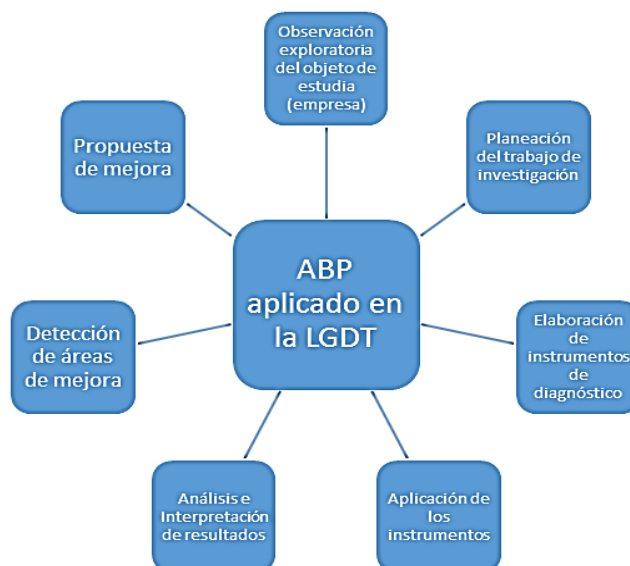 Observación
exploratoria
del objeto de
estudia
(empresa)
Planeación
del trabajo de
investigación
Elaboración
de
instrumentos
de
diagnóstico
Aplicación de
los
instrumentos
Análisis e
Interpretación
de resultados
Detección
de áreas de
mejora
Propuesta
de mejora
ABP
aplicado en
la LGDT